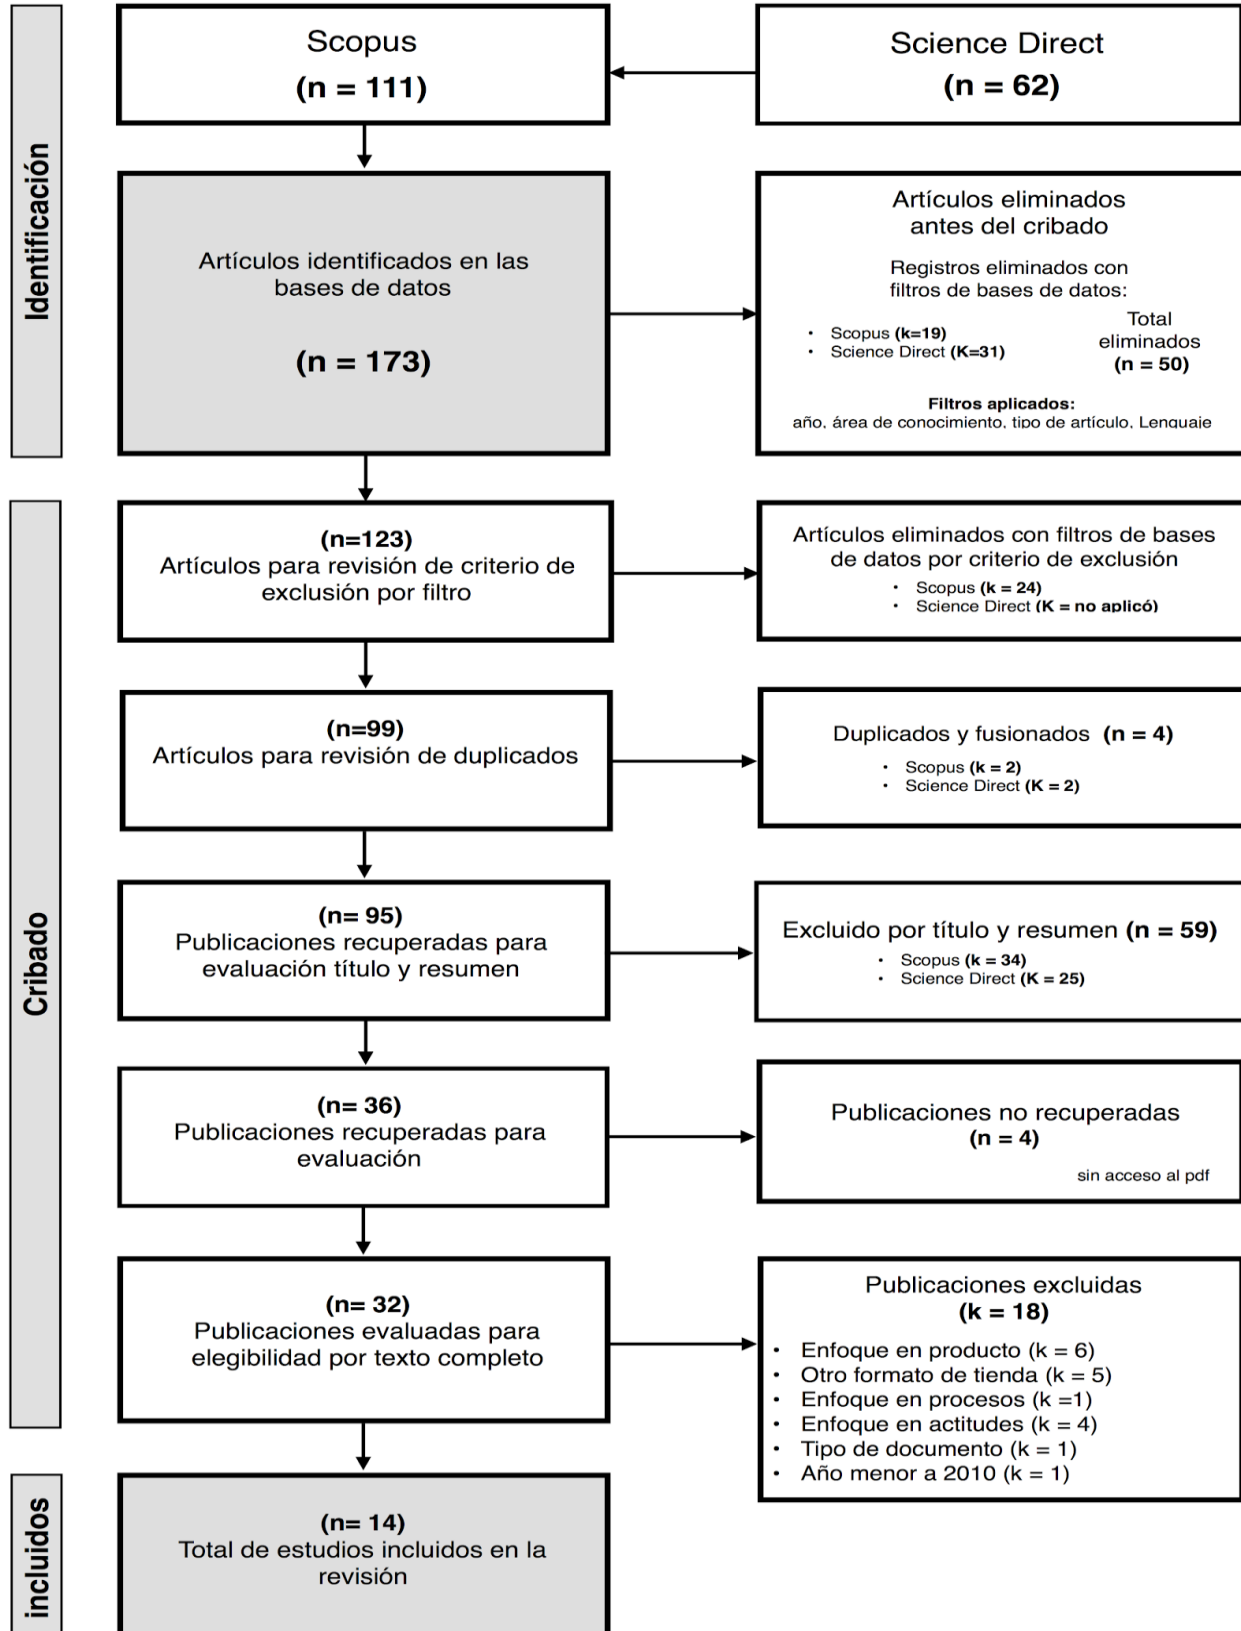 Identificación
Scopus
(n = 111)
Science Direct
(n = 62)
Artículos identificados en las
bases de datos
(n = 173)
Artículos eliminados
antes del cribado
Registros eliminados con
filtros de bases de datos:
• Scopus (k=19)
• Science Direct (K=31)
Total
eliminados
(n = 50)
Filtros aplicados:
año, área de conocimiento, tipo de artículo, Lenguaje
Cribado
(n=123)
Artículos para revisión de criterio de
exclusión por filtro
Artículos eliminados con filtros de bases
de datos por criterio de exclusión
• Scopus (k = 24)
• Science Direct (K = no aplicó)
(n=99)
Artículos para revisión de duplicados
Duplicados y fusionados (n = 4)
• Scopus (k = 2)
• Science Direct (K = 2)
(n= 95)
Publicaciones recuperadas para
evaluación título y resumen
Excluido por título y resumen (n = 59)
• Scopus (k = 34)
• Science Direct (K = 25)
(n= 36)
Publicaciones recuperadas para
evaluación
Publicaciones no recuperadas
(n = 4)
sin acceso al pdf
(n= 32)
Publicaciones evaluadas para
elegibilidad por texto completo
Publicaciones excluidas
(k = 18)
• Enfoque en producto (k = 6)
• Otro formato de tienda (k = 5)
• Enfoque en procesos (k =1)
• Enfoque en actitudes (k = 4)
• Tipo de documento (k = 1)
• Año menor a 2010 (k = 1)
incluidos
(n= 14)
Total de estudios incluidos en la
revisión